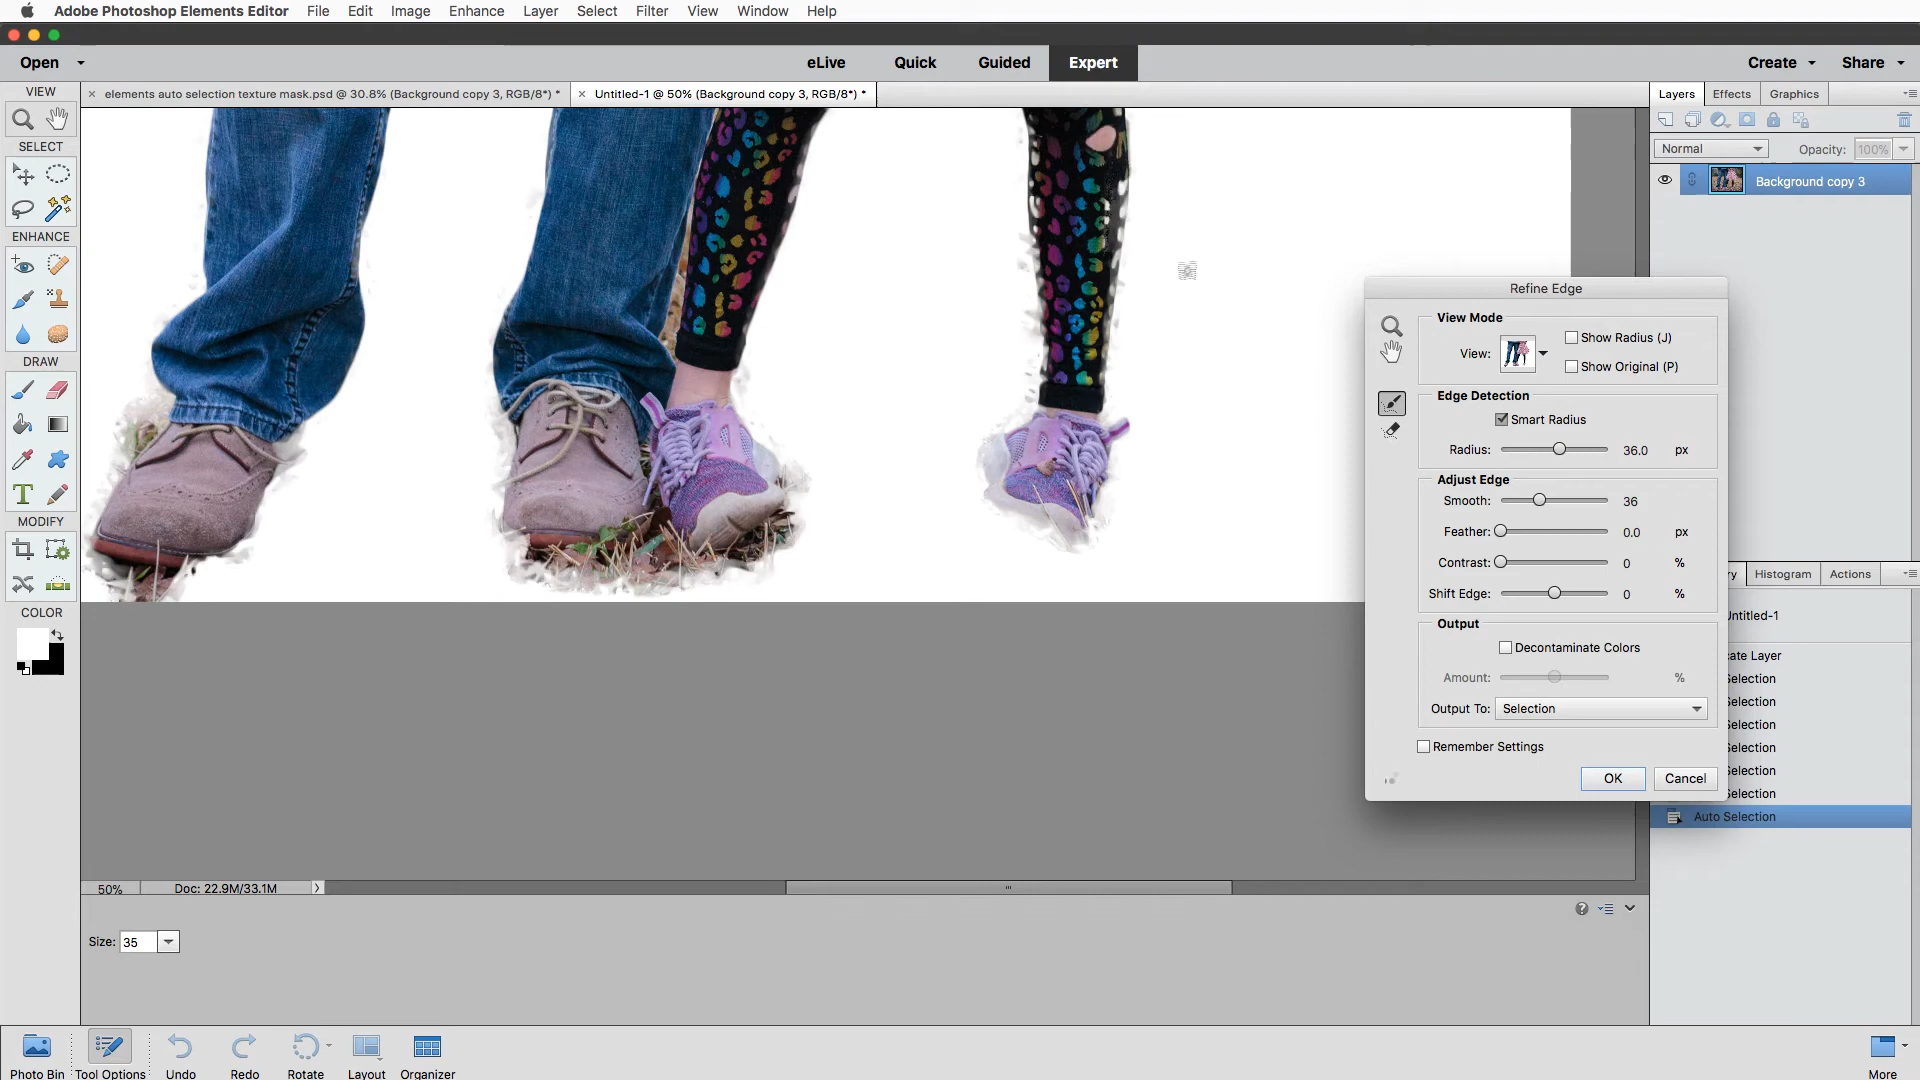 Adobe Photoshop Elements Editor File Edit Image Enhance Layer Select Filter View Window Help
Open eLive Quick Guided Expert Create Share
VIEW
× elements auto selection texture mask.psd @ 30.8% (Background copy 3, RGB/8*) * × Untitled-1 @ 50% (Background copy 3, RGB/8*) *
Layers Effects Graphics
SELECT
Normal Opacity: 100%
Background copy 3
ENHANCE
DRAW
T
MODIFY
COLOR
Refine Edge
View Mode
View:
Show Radius (J)
Show Original (P)
Edge Detection
Smart Radius
Radius: 36.0 px
Adjust Edge
Smooth: 36
Feather: 0.0 px
Contrast: 0 %
Shift Edge: 0 %
Output
Decontaminate Colors
Amount: %
Output To: Selection
Remember Settings
OK Cancel
ry Histogram Actions
Untitled-1
cate Layer
Selection
Selection
Selection
Selection
Selection
Selection
Auto Selection
50% Doc: 22.9M/33.1M
Size: 35
Photo Bin Tool Options Undo Redo Rotate Layout Organizer More